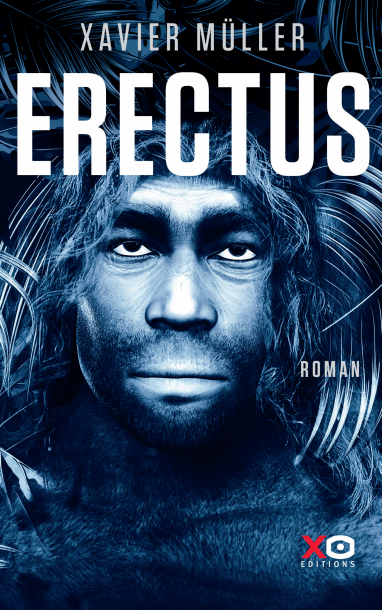 XAVIER MÜLLER
ERECTUS
ROMAN
XO
EDITIONS